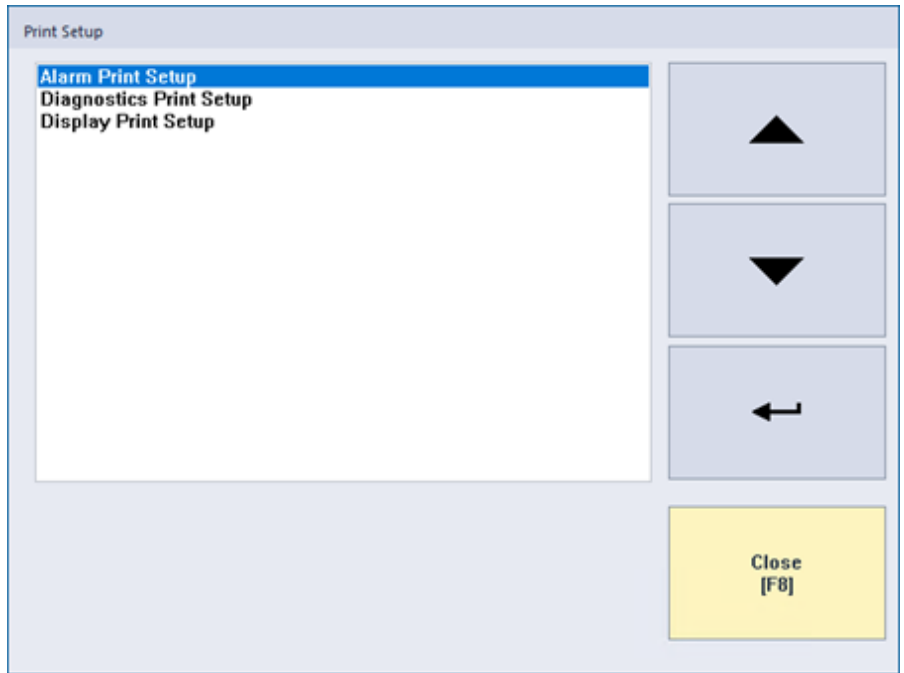 Print Setup
Alarm Print Setup
Diagnostics Print Setup
Display Print Setup
Close
[F8]